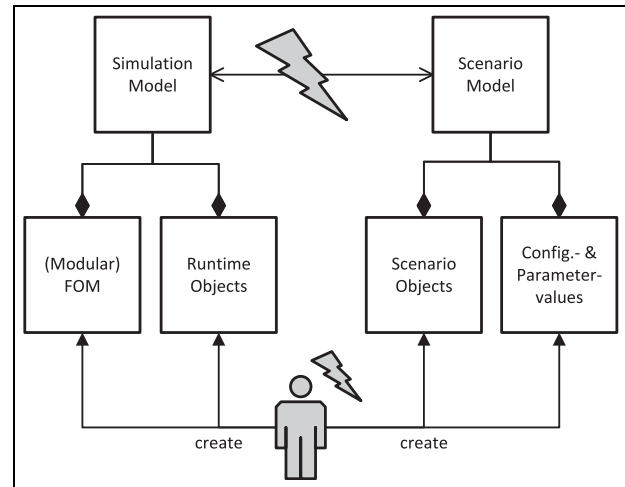 Simulation
Model
Scenario
Model
(Modular)
FOM
Runtime
Objects
Scenario
Objects
Config.- &
Parameter-
values
create
create